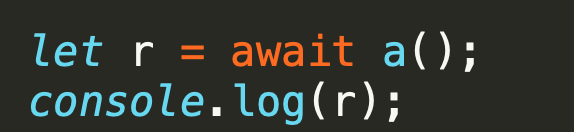 let r = await a();
console.log(r);